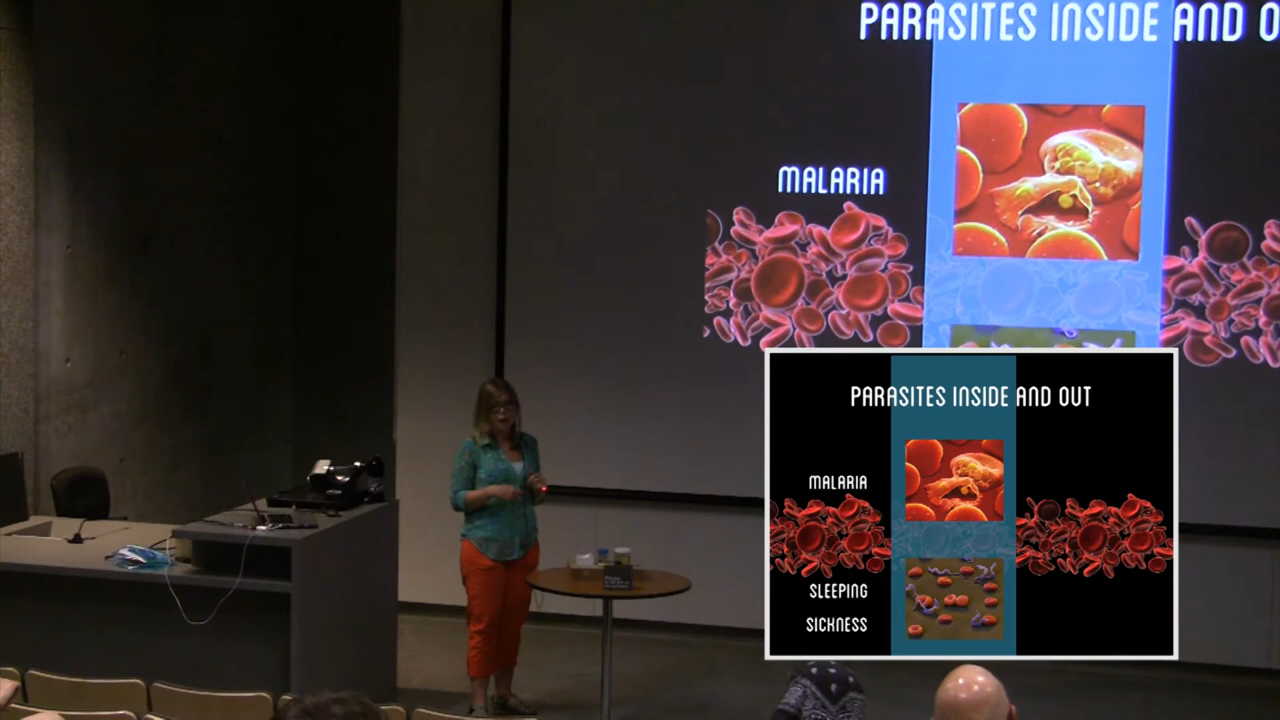 PARASITES INSIDE AND O
MALARIA
PARASITES INSIDE AND OUT
MALARIA
SLEEPING
SICKNESS